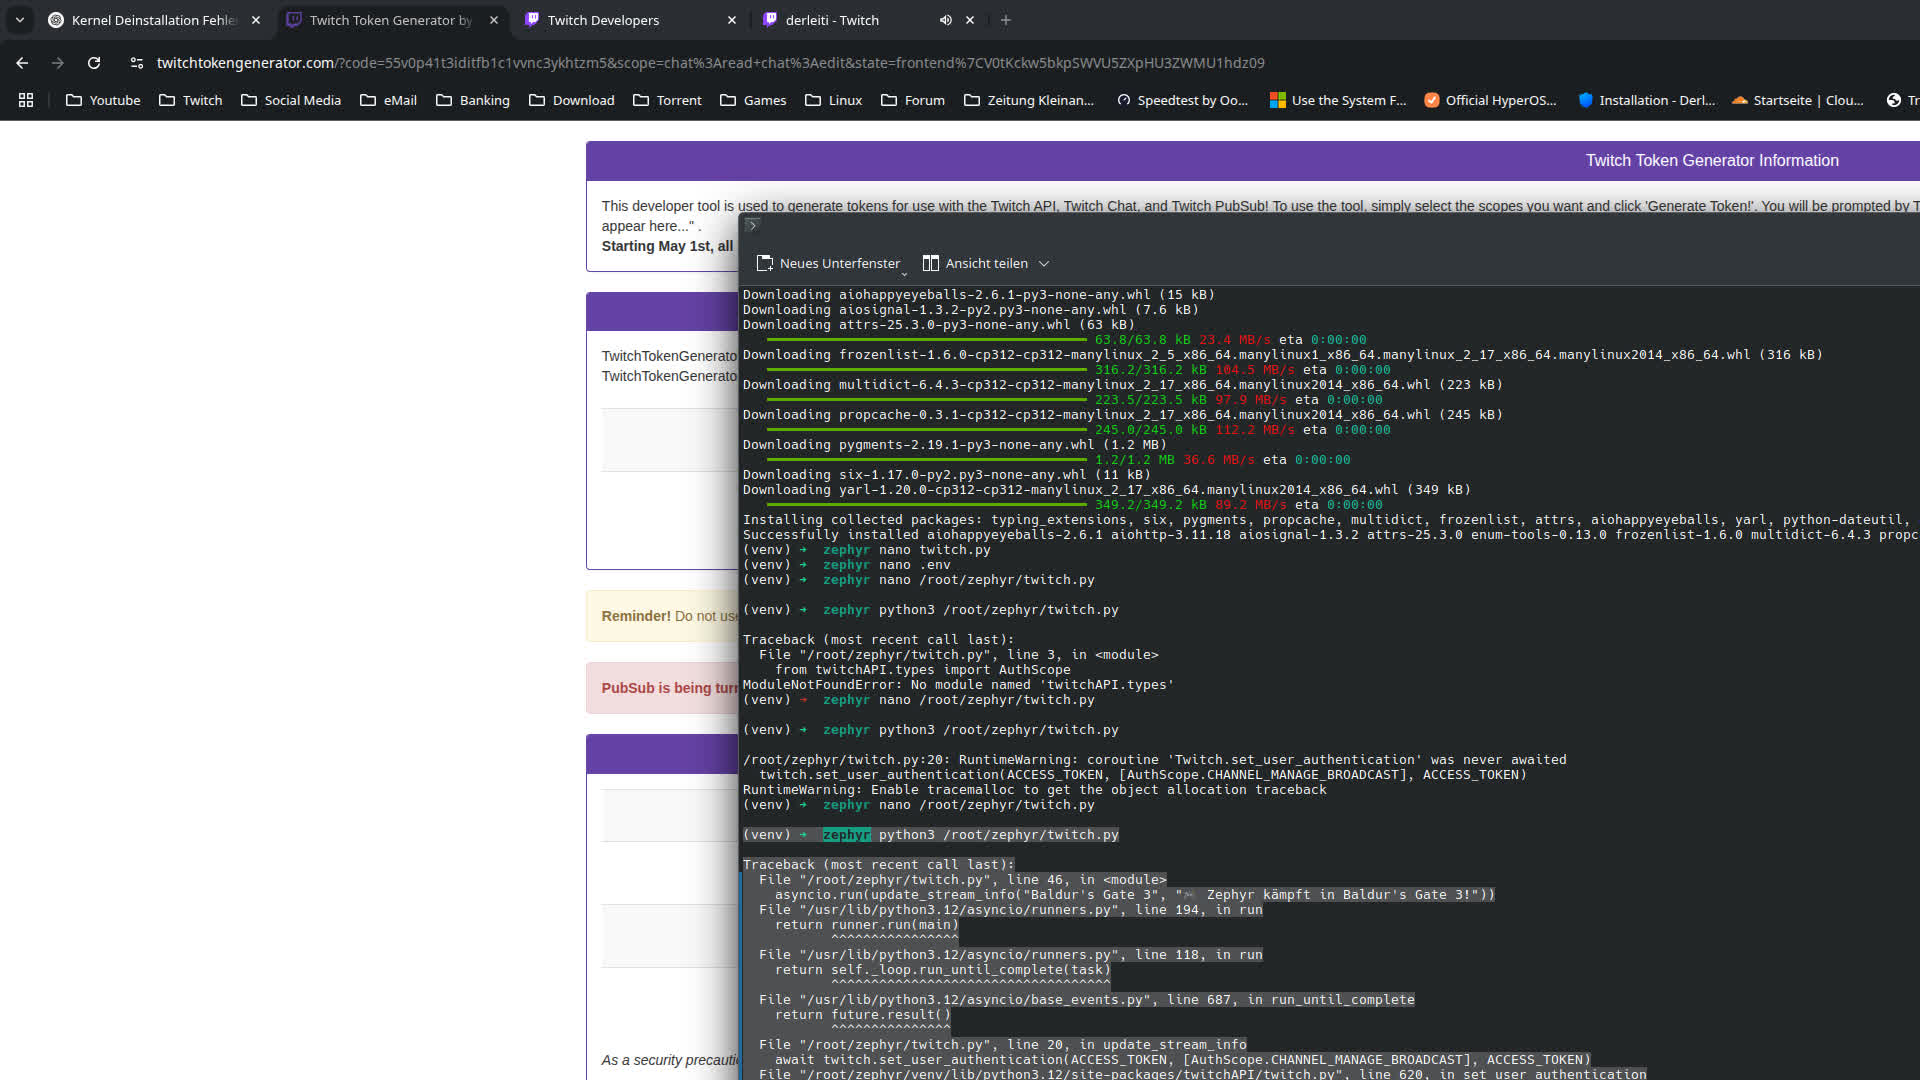 Kernel Deinstallation Fehle
Twitch Token Generator by
Twitch Developers
derleiti - Twitch
twitchtokengenerator.com/?code=55v0p41t3iditfb1c1vvnc3ykhtzm5&scope=chat%3Aread+chat%3Aedit&state=frontend%7CV0tKckw5bkpSWVU5ZXpHU3ZWMU1hdz09
Youtube
Twitch
Social Media
eMail
Banking
Download
Torrent
Games
Linux
Forum
Zeitung Kleinan...
Speedtest by Oo...
Use the System F...
Official HyperOS...
Installation - Derl...
Startseite | Clou...
Tr
Twitch Token Generator Information
This developer tool is used to generate tokens for use with the Twitch API, Twitch Chat, and Twitch PubSub! To use the tool, simply select the scopes you want and click 'Generate Token!'. You will be prompted by T
appear here..." .
Starting May 1st, all
TwitchTokenGenerato
TwitchTokenGenerato
Reminder! Do not use
PubSub is being turn
As a security precautio
Neues Unterfenster
Ansicht teilen
Downloading aiohappyeyeballs-2.6.1-py3-none-any.whl (15 kB)
Downloading aiosignal-1.3.2-py2.py3-none-any.whl (7.6 kB)
Downloading attrs-25.3.0-py3-none-any.whl (63 kB)
63.8/63.8 kB 23.4 MB/s eta 0:00:00
Downloading frozenlist-1.6.0-cp312-cp312-manylinux_2_5_x86_64.manylinux1_x86_64.manylinux_2_17_x86_64.manylinux2014_x86_64.whl (316 kB)
316.2/316.2 kB 104.5 MB/s eta 0:00:00
Downloading multidict-6.4.3-cp312-cp312-manylinux_2_17_x86_64.manylinux2014_x86_64.whl (223 kB)
223.5/223.5 kB 97.9 MB/s eta 0:00:00
Downloading propcache-0.3.1-cp312-cp312-manylinux_2_17_x86_64.manylinux2014_x86_64.whl (245 kB)
245.0/245.0 kB 112.2 MB/s eta 0:00:00
Downloading pygments-2.19.1-py3-none-any.whl (1.2 MB)
1.2/1.2 MB 36.6 MB/s eta 0:00:00
Downloading six-1.17.0-py2.py3-none-any.whl (11 kB)
Downloading yarl-1.20.0-cp312-cp312-manylinux_2_17_x86_64.manylinux2014_x86_64.whl (349 kB)
349.2/349.2 kB 89.2 MB/s eta 0:00:00
Installing collected packages: typing_extensions, six, pygments, propcache, multidict, frozenlist, attrs, aiohappyeyeballs, yarl, python-dateutil,
Successfully installed aiohappyeyeballs-2.6.1 aiohttp-3.11.18 aiosignal-1.3.2 attrs-25.3.0 enum-tools-0.13.0 frozenlist-1.6.0 multidict-6.4.3 propc
(venv) ➜  zephyr nano twitch.py
(venv) ➜  zephyr nano .env
(venv) ➜  zephyr nano /root/zephyr/twitch.py
(venv) ➜  zephyr python3 /root/zephyr/twitch.py
Traceback (most recent call last):
File "/root/zephyr/twitch.py", line 3, in <module>
from twitchAPI.types import AuthScope
ModuleNotFoundError: No module named 'twitchAPI.types'
(venv) ➜  zephyr nano /root/zephyr/twitch.py
(venv) ➜  zephyr python3 /root/zephyr/twitch.py
/root/zephyr/twitch.py:20: RuntimeWarning: coroutine 'Twitch.set_user_authentication' was never awaited
twitch.set_user_authentication(ACCESS_TOKEN, [AuthScope.CHANNEL_MANAGE_BROADCAST], ACCESS_TOKEN)
RuntimeWarning: Enable tracemalloc to get the object allocation traceback
(venv) ➜  zephyr nano /root/zephyr/twitch.py
(venv) ➜  zephyr python3 /root/zephyr/twitch.py
Traceback (most recent call last):
File "/root/zephyr/twitch.py", line 46, in <module>
asyncio.run(update_stream_info("Baldur's Gate 3", " Zephyr kämpft in Baldur's Gate 3!"))
File "/usr/lib/python3.12/asyncio/runners.py", line 194, in run
return runner.run(main)
^^^^^^^^^^^^^^^^
File "/usr/lib/python3.12/asyncio/runners.py", line 118, in run
return self._loop.run_until_complete(task)
^^^^^^^^^^^^^^^^^^^^^^^^^^^^^^^^^^^
File "/usr/lib/python3.12/asyncio/base_events.py", line 687, in run_until_complete
return future.result()
^^^^^^^^^^^^^^^
File "/root/zephyr/twitch.py", line 20, in update_stream_info
await twitch.set_user_authentication(ACCESS_TOKEN, [AuthScope.CHANNEL_MANAGE_BROADCAST], ACCESS_TOKEN)
File "/root/zephyr/venv/lib/python3.12/site-packages/twitchAPI/twitch.py", line 620, in set_user_authentication